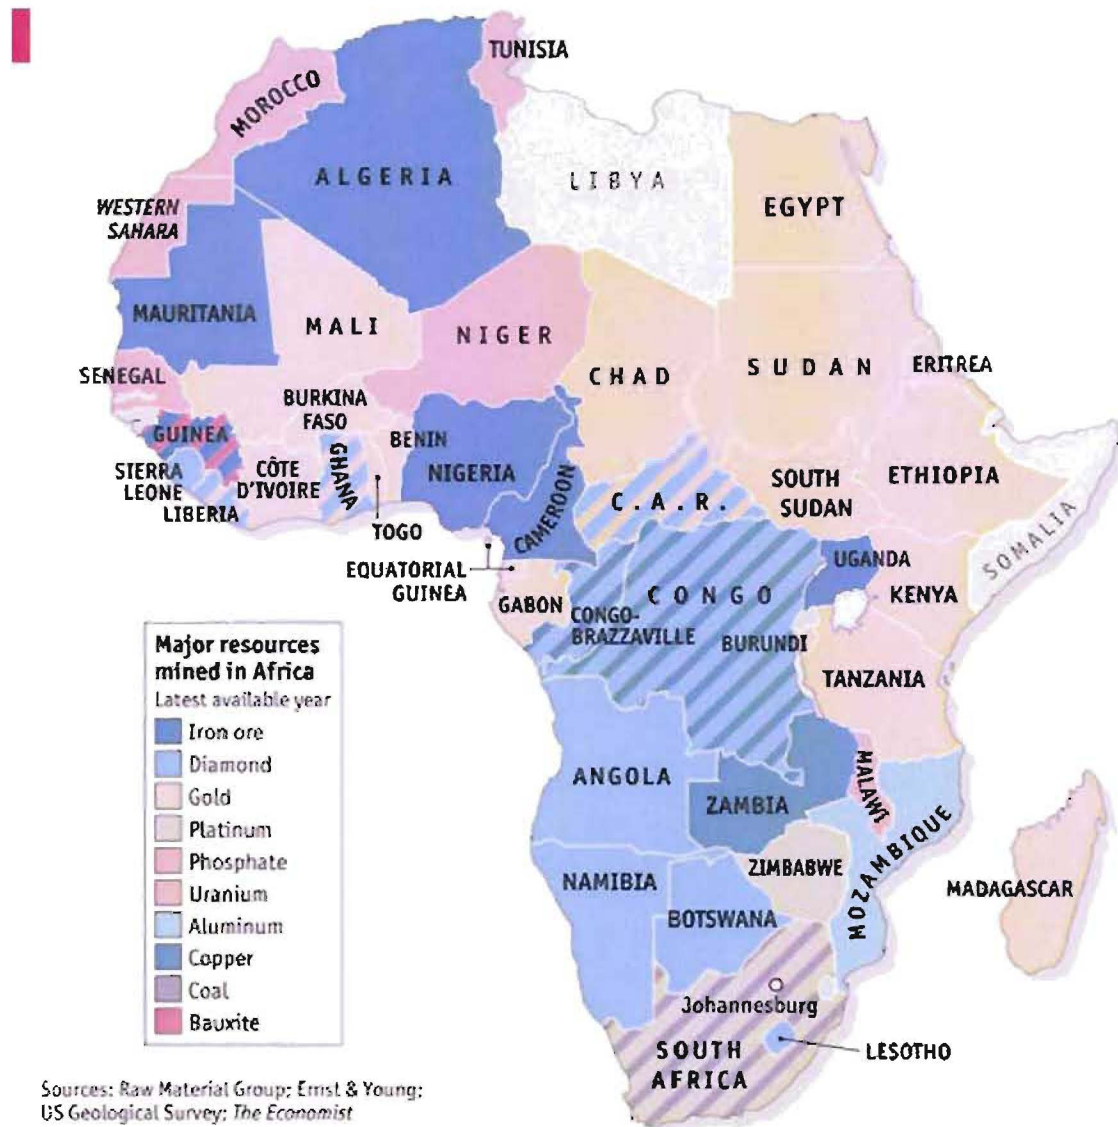 TUNISIA
MOROCCO
ALGERIA
LIBYA
EGYPT
WESTERN
SAHARA
MAURITANIA
MALI
NIGER
CHAD
SUDAN
ERITREA
SENEGAL
BURKINA
FASO
GUINEA
BENIN
NIGERIA
SIERRA
LEONE
CÔTE
D'IVOIRE
GHANA
CAMEROON
C.A.R.
SOUTH
SUDAN
ETHIOPIA
LIBERIA
TOGO
SOMALIA
EQUATORIAL
GUINEA
UGANDA
KENYA
GABON
CONGO-
BRAZZAVILLE
CONGO
BURUNDI
TANZANIA
Major resources
mined in Africa
Latest available year
Iron ore
Diamond
Gold
Platinum
Phosphate
Uranium
Aluminum
Copper
Coal
Bauxite
ANGOLA
ZAMBIA
MALAWI
MOZAMBIQUE
ZIMBABWE
NAMIBIA
BOTSWANA
MADAGASCAR
Johannesburg
SOUTH
AFRICA
LESOTHO
Sources: Raw Material Group; Ernst & Young;
US Geological Survey; The Economist